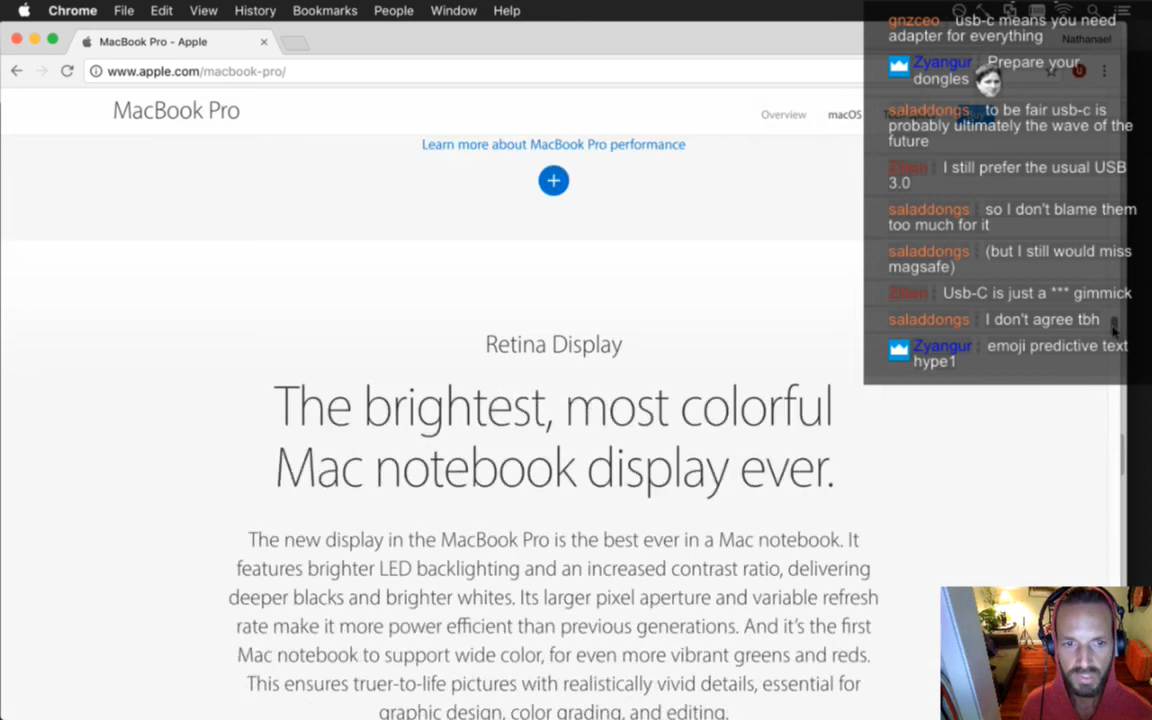 Chrome File Edit View History Bookmarks People Window Help
MacBook Pro - Apple
Nathanael
www.apple.com/macbook-pro/
MacBook Pro
Overview macOS
Learn more about MacBook Pro performance
Retina Display
The brightest, most colorful
Mac notebook display ever.
The new display in the MacBook Pro is the best ever in a Mac notebook. It
features brighter LED backlighting and an increased contrast ratio, delivering
deeper blacks and brighter whites. Its larger pixel aperture and variable refresh
rate make it more power efficient than previous generations. And it's the first
Mac notebook to support wide color, for even more vibrant greens and reds.
This ensures truer-to-life pictures with realistically vivid details, essential for
graphic design, color grading, and editing.
gnzceo : usb-c means you need
adapter for everything
Zyangur : Prepare your
dongles
saladdongs : to be fair usb-c is
probably ultimately the wave of the
future
I still prefer the usual USB
3.0
saladdongs : so I don't blame them
too much for it
saladdongs : (but I still would miss
magsafe)
Usb-C is just a *** gimmick
saladdongs : I don't agree tbh
Zyangur : emoji predictive text
hype1